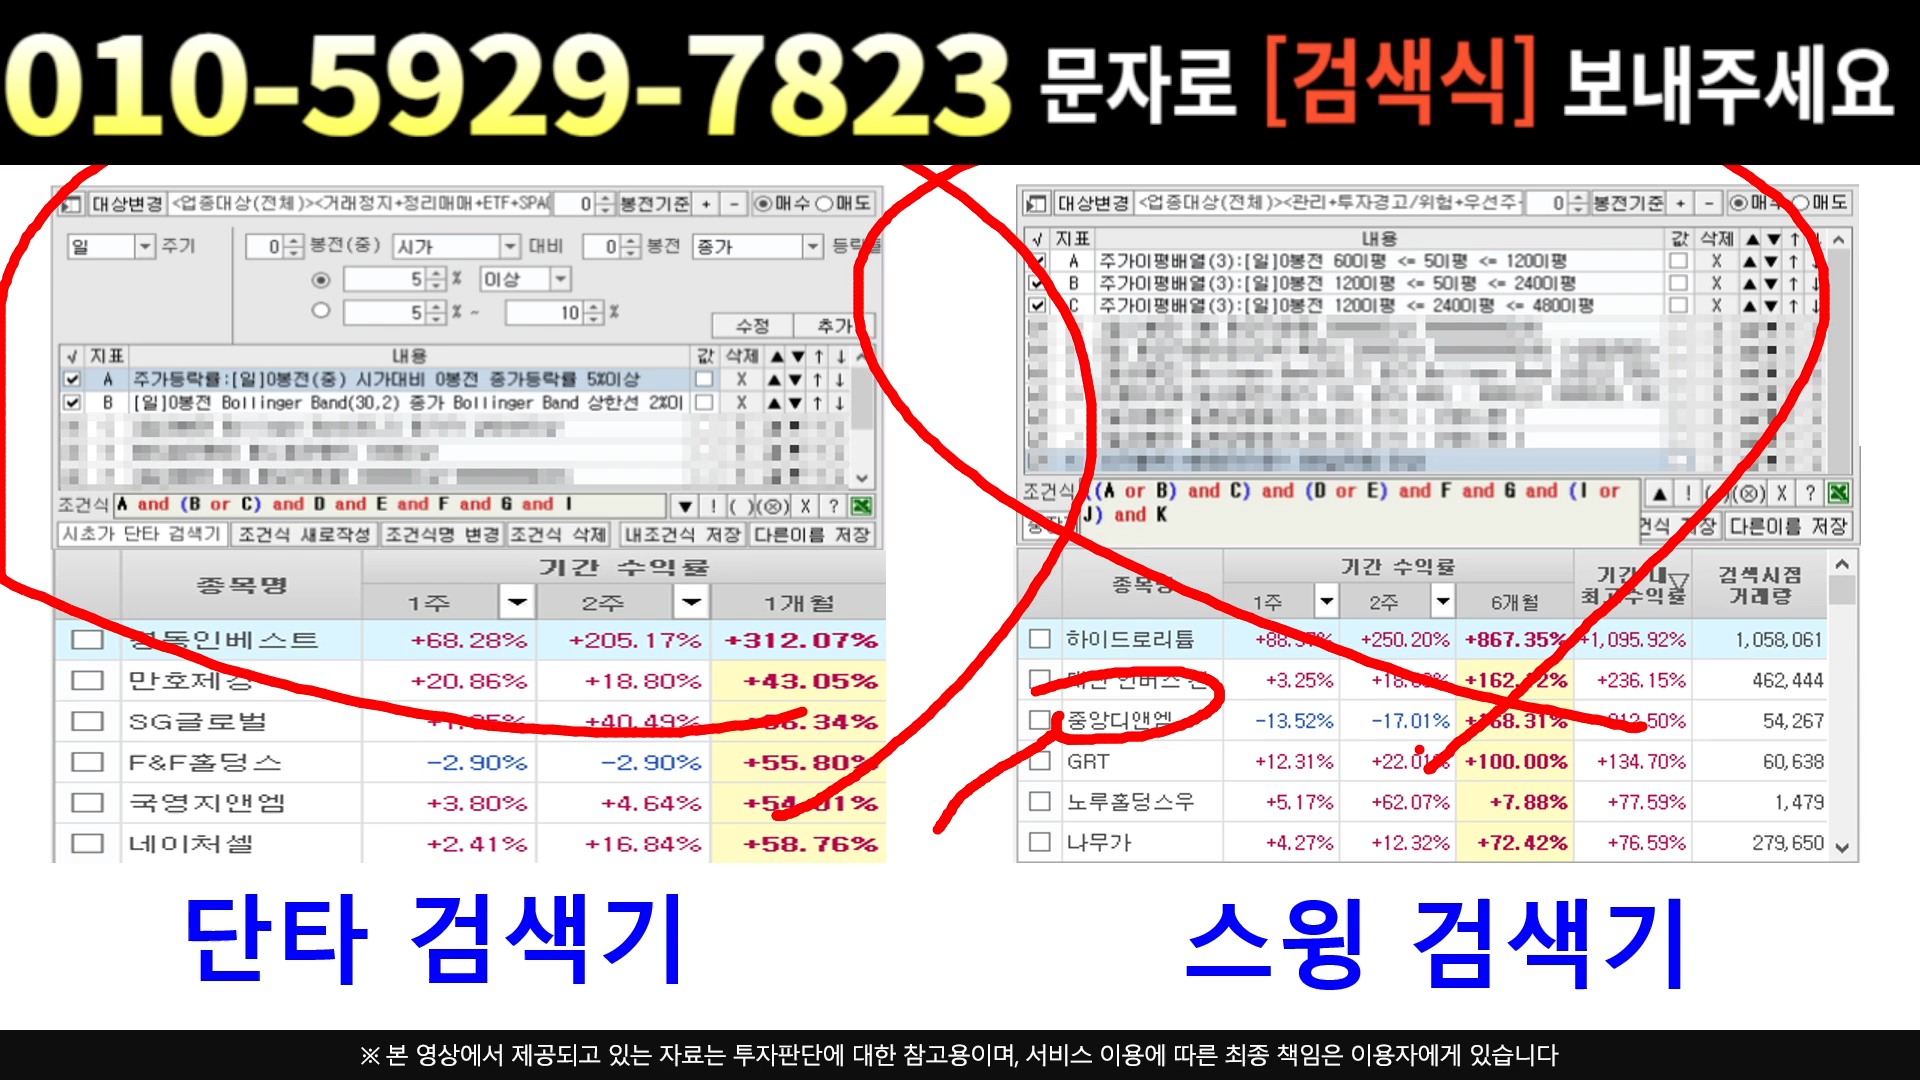 010-5929-7823 문자로 [검색식] 보내주세요
대상변경 <업종대상(전체)><거래정지+정리매매+ETF+SPAC 0 봉전기준 + - 매수 매도
일 주기 0 봉전(중) 시가 대비 0 봉전 종가
5 % 이상
5 % ~ 10 %
수정 추가
√ 지표 내용 값 삭제 ▲ ▼ ↑ ↓
A 주가등락률:[일]0봉전(중) 시가대비 0봉전 종가등락률 5%이상 X ▲ ▼ ↑ ↓
B [일]0봉전 Bollinger Band(30,2) 종가 Bollinger Band 상한선 2%이 X ▲ ▼ ↑ ↓
조건식 A and (B or C) and D and E and F and G and I ▼ ! ( ) (⊗) X ?
시초가 단타 검색기 조건식 새로작성 조건식명 변경 조건식 삭제 내조건식 저장 다른이름 저장
종목명 기간 수익률
1주 2주 1개월
+68.28% +205.17% +312.07%
만호제강 +20.86% +18.80% +43.05%
SG글로벌 +40.49%
F&F홀딩스 -2.90% -2.90% +55.80%
국영지앤엠 +3.80% +4.64%
네이처셀 +2.41% +16.84% +58.76%
단타 검색기
대상변경 <업종대상(전체)><관리+투자경고/위험+우선주+ 0 봉전기준 + - 매수 매도
√ 지표 내용 값 삭제 ▲ ▼ ↑ ↓
A 주가이평배열(3):[일]0봉전 60이평 <= 5이평 <= 120이평 X ▲ ▼ ↑ ↓
B 주가이평배열(3):[일]0봉전 120이평 <= 5이평 <= 240이평 X ▲ ▼ ↑ ↓
C 주가이평배열(3):[일]0봉전 120이평 <= 240이평 <= 480이평 X ▲ ▼ ↑ ↓
조건식 ((A or B) and C) and (D or E) and F and G and (I or ▲ ! ( ) (⊗) X ?
J) and K
저장 다른이름 저장
종목명 기간 수익률 기간 내 검색시점
1주 2주 6개월 최고수익률 거래량
하이드로리튬 +250.20% +867.35% +1,095.92% 1,058,061
+3.25% +236.15% 462,444
중앙디앤엠 -13.52% -17.01% 54,267
GRT +12.31% +100.00% +134.70% 60,638
노루홀딩스우 +5.17% +62.07% +7.88% +77.59% 1,479
나무가 +4.27% +12.32% +72.42% +76.59% 279,650
스윙 검색기
※ 본 영상에서 제공되고 있는 자료는 투자판단에 대한 참고용이며, 서비스 이용에 따른 최종 책임은 이용자에게 있습니다